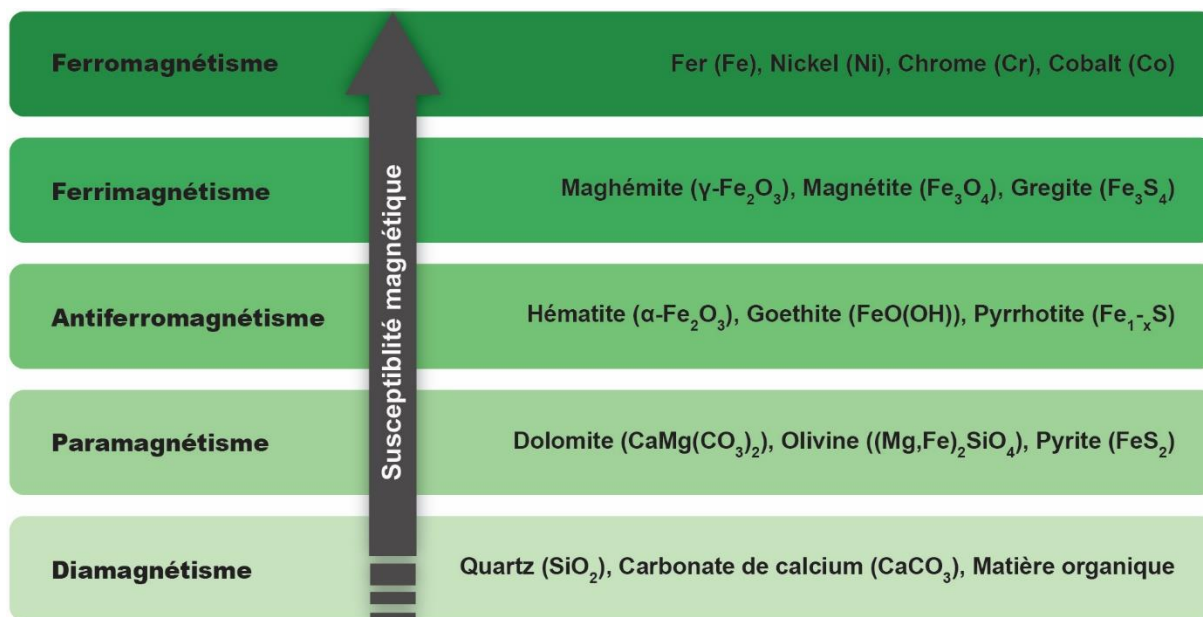 Ferromagnétisme
Fer (Fe), Nickel (Ni), Chrome (Cr), Cobalt (Co)
Ferrimagnétisme
Maghémite (γ-Fe₂O₃), Magnétite (Fe₃O₄), Gregite (Fe₃S₄)
Antiferromagnétisme
Hématite (α-Fe₂O₃), Goethite (FeO(OH)), Pyrrhotite (Fe₁-ₓS)
Paramagnétisme
Dolomite (CaMg(CO₃)₂), Olivine ((Mg,Fe)₂SiO₄), Pyrite (FeS₂)
Diamagnétisme
Quartz (SiO₂), Carbonate de calcium (CaCO₃), Matière organique
Susceptiblité magnétique